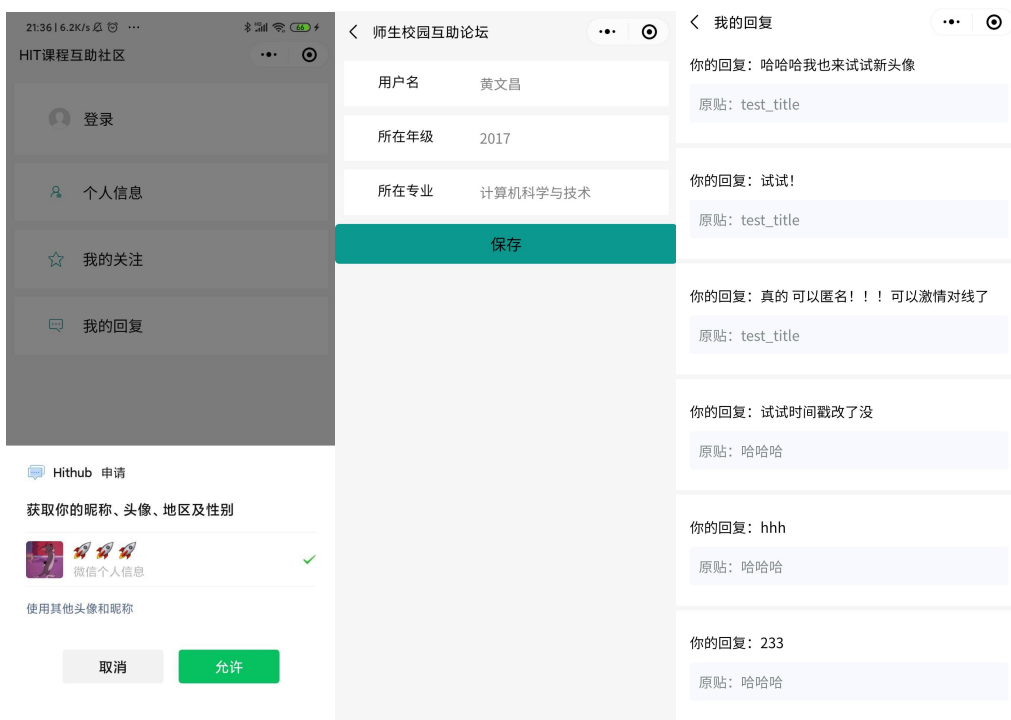 21:36 | 6.2K/s
66
HIT课程互助社区
登录
个人信息
我的关注
我的回复
Hithub 申请
获取你的昵称、头像、地区及性别
🚀🚀🚀
微信个人信息
使用其他头像和昵称
取消
允许
师生校园互助论坛
用户名 黄文昌
所在年级 2017
所在专业 计算机科学与技术
保存
我的回复
你的回复：哈哈哈我也来试试新头像
原贴：test_title
你的回复：试试！
原贴：test_title
你的回复：真的 可以匿名！！！可以激情对线了
原贴：test_title
你的回复：试试时间戳改了没
原贴：哈哈哈
你的回复：hhh
原贴：哈哈哈
你的回复：233
原贴：哈哈哈